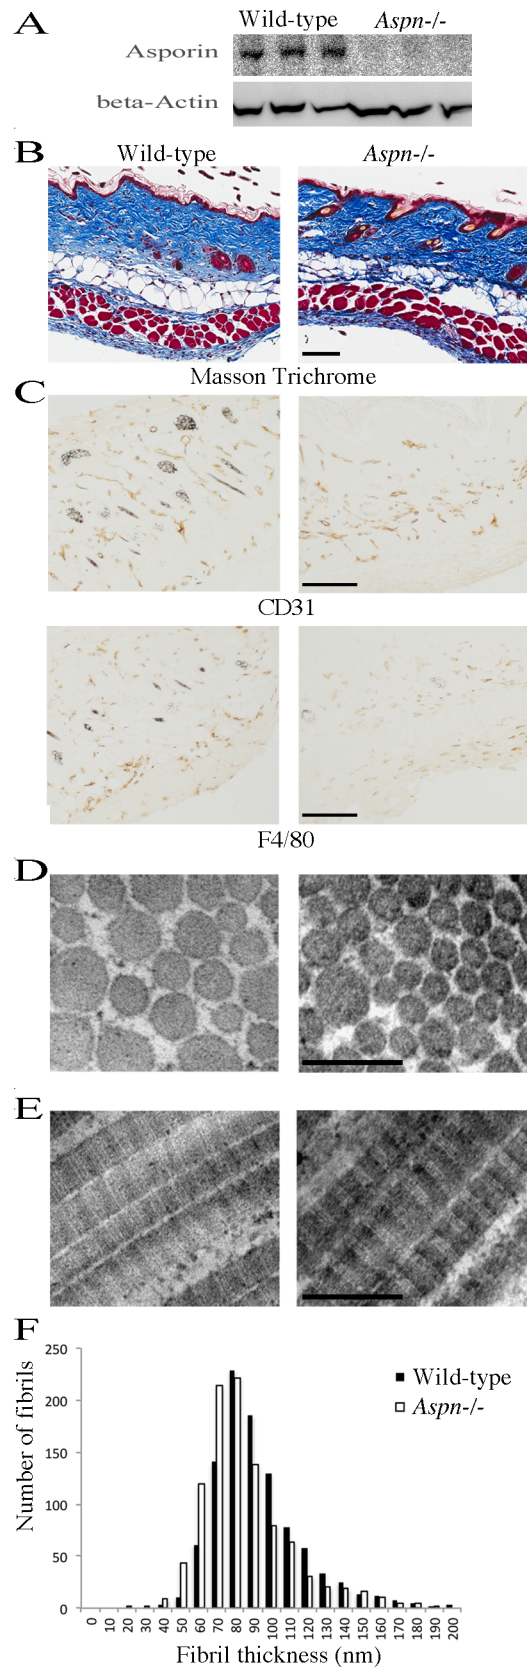 A
Wild-type Aspn-/-
Asporin
beta-Actin
B
Wild-type Aspn-/-
Masson Trichrome
C
CD31
F4/80
D
E
F
250
200
150
100
50
0
Number of fibrils
Wild-type
Aspn-/-
0 10 20 30 40 50 60 70 80 90 100 110 120 130 140 150 160 170 180 190 200
Fibril thickness (nm)